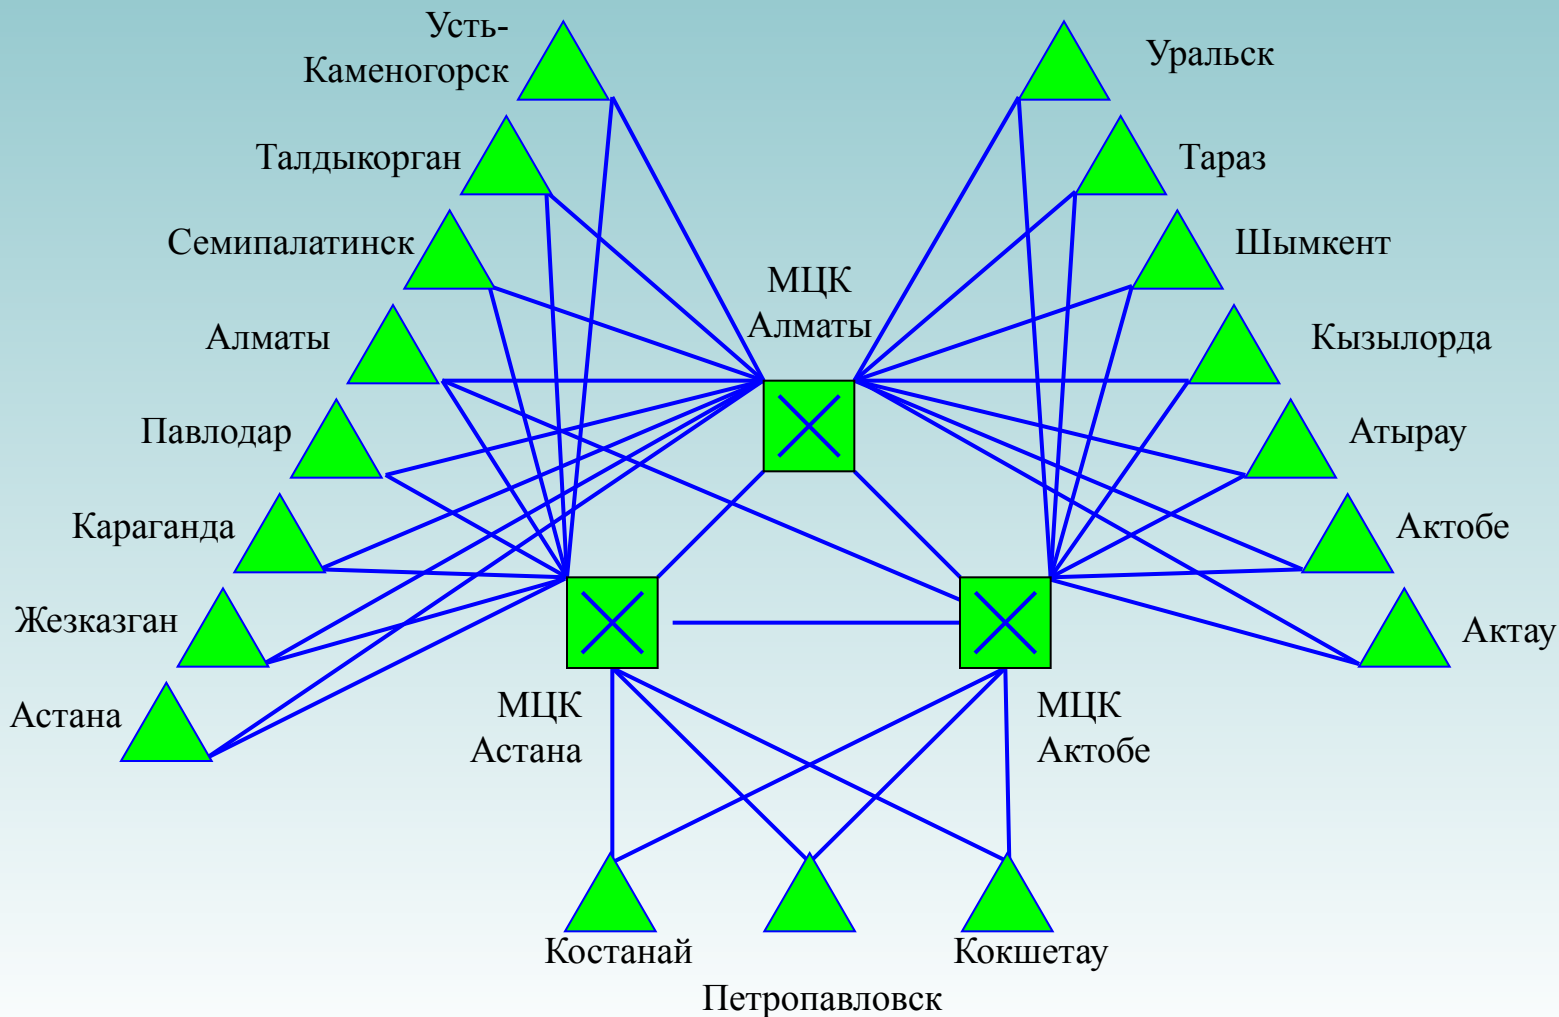 Усть-
Каменогорск
Уральск
Талдыкорган
Тараз
Семипалатинск
Шымкент
МЦК
Алматы
Алматы
Кызылорда
Павлодар
Атырау
Караганда
Актобе
Жезказган
Актау
Астана
МЦК
Астана
МЦК
Актобе
Костанай
Кокшетау
Петропавловск